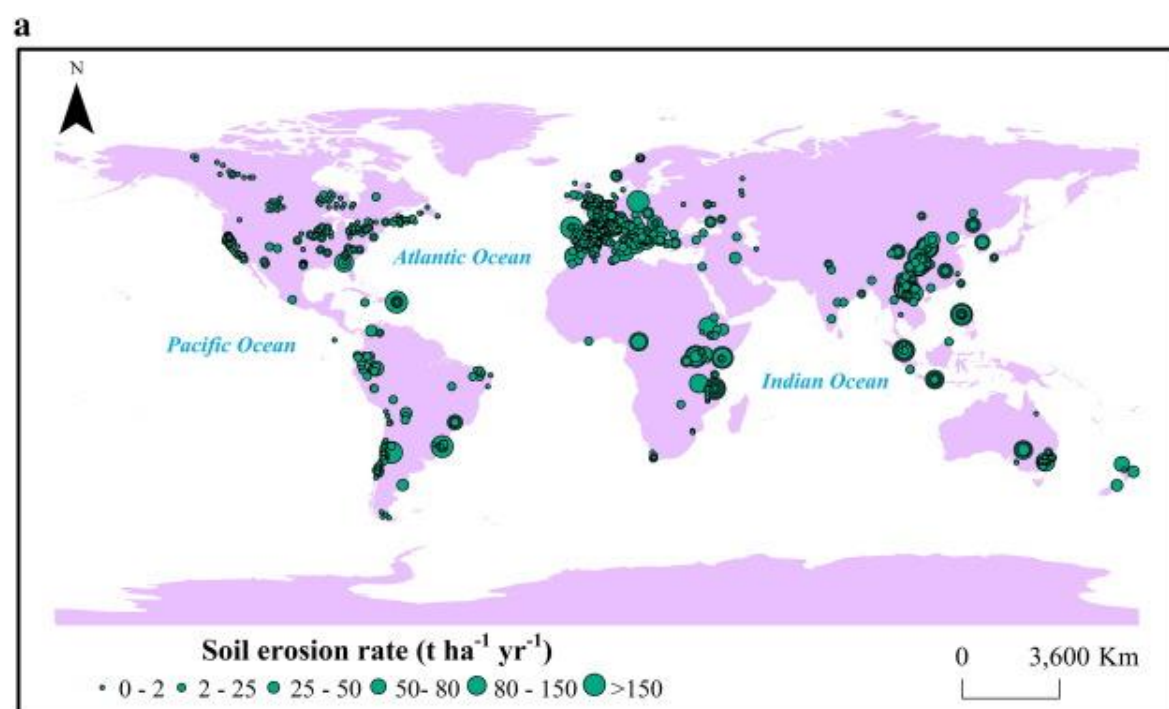 a
N
Atlantic Ocean
Pacific Ocean
Indian Ocean
Soil erosion rate (t ha⁻¹ yr⁻¹)
0 3,600 Km
0 - 2 2 - 25 25 - 50 50- 80 80 - 150 >150